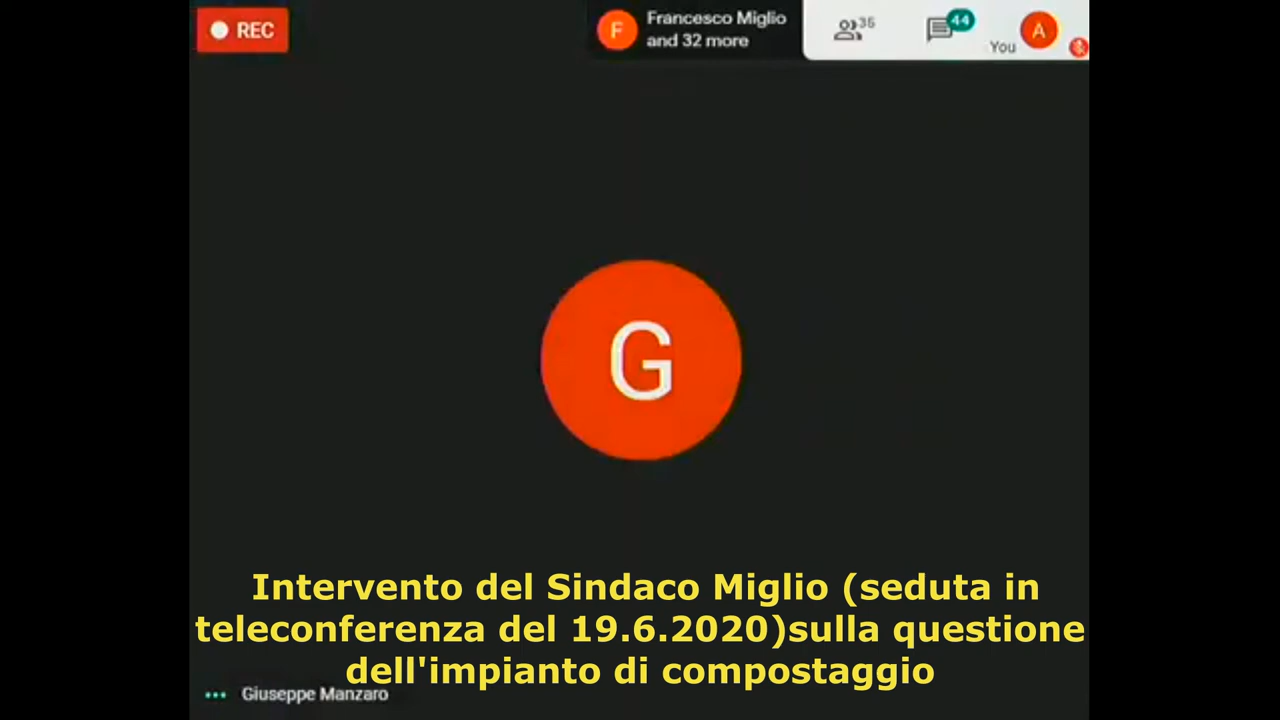 REC
Francesco Miglio
and 32 more
35
44
You
A
F
G
Intervento del Sindaco Miglio (seduta in
teleconferenza del 19.6.2020)sulla questione
dell'impianto di compostaggio
Giuseppe Manzaro